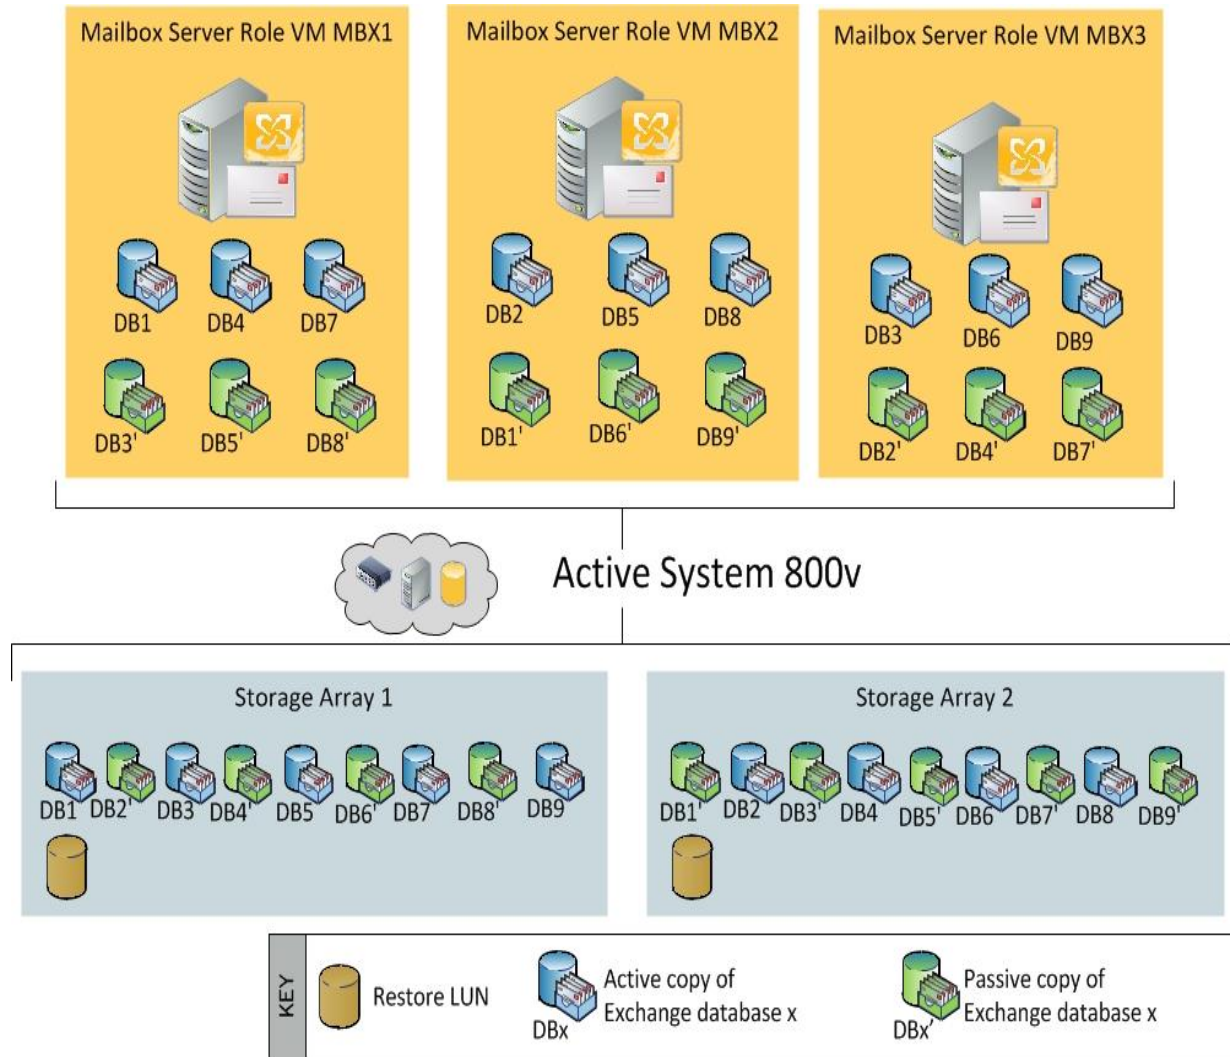 Mailbox Server Role VM MBX1
Mailbox Server Role VM MBX2
Mailbox Server Role VM MBX3
DB1 DB4 DB7
DB3' DB5' DB8'
DB2 DB5 DB8
DB1' DB6' DB9'
DB3 DB6 DB9
DB2' DB4' DB7'
Active System 800v
Storage Array 1
DB1 DB2' DB3 DB4' DB5 DB6' DB7 DB8' DB9
Storage Array 2
DB1' DB2 DB3' DB4 DB5' DB6 DB7' DB8 DB9'
KEY
Restore LUN
DBx
Active copy of
Exchange database x
DBx'
Passive copy of
Exchange database x